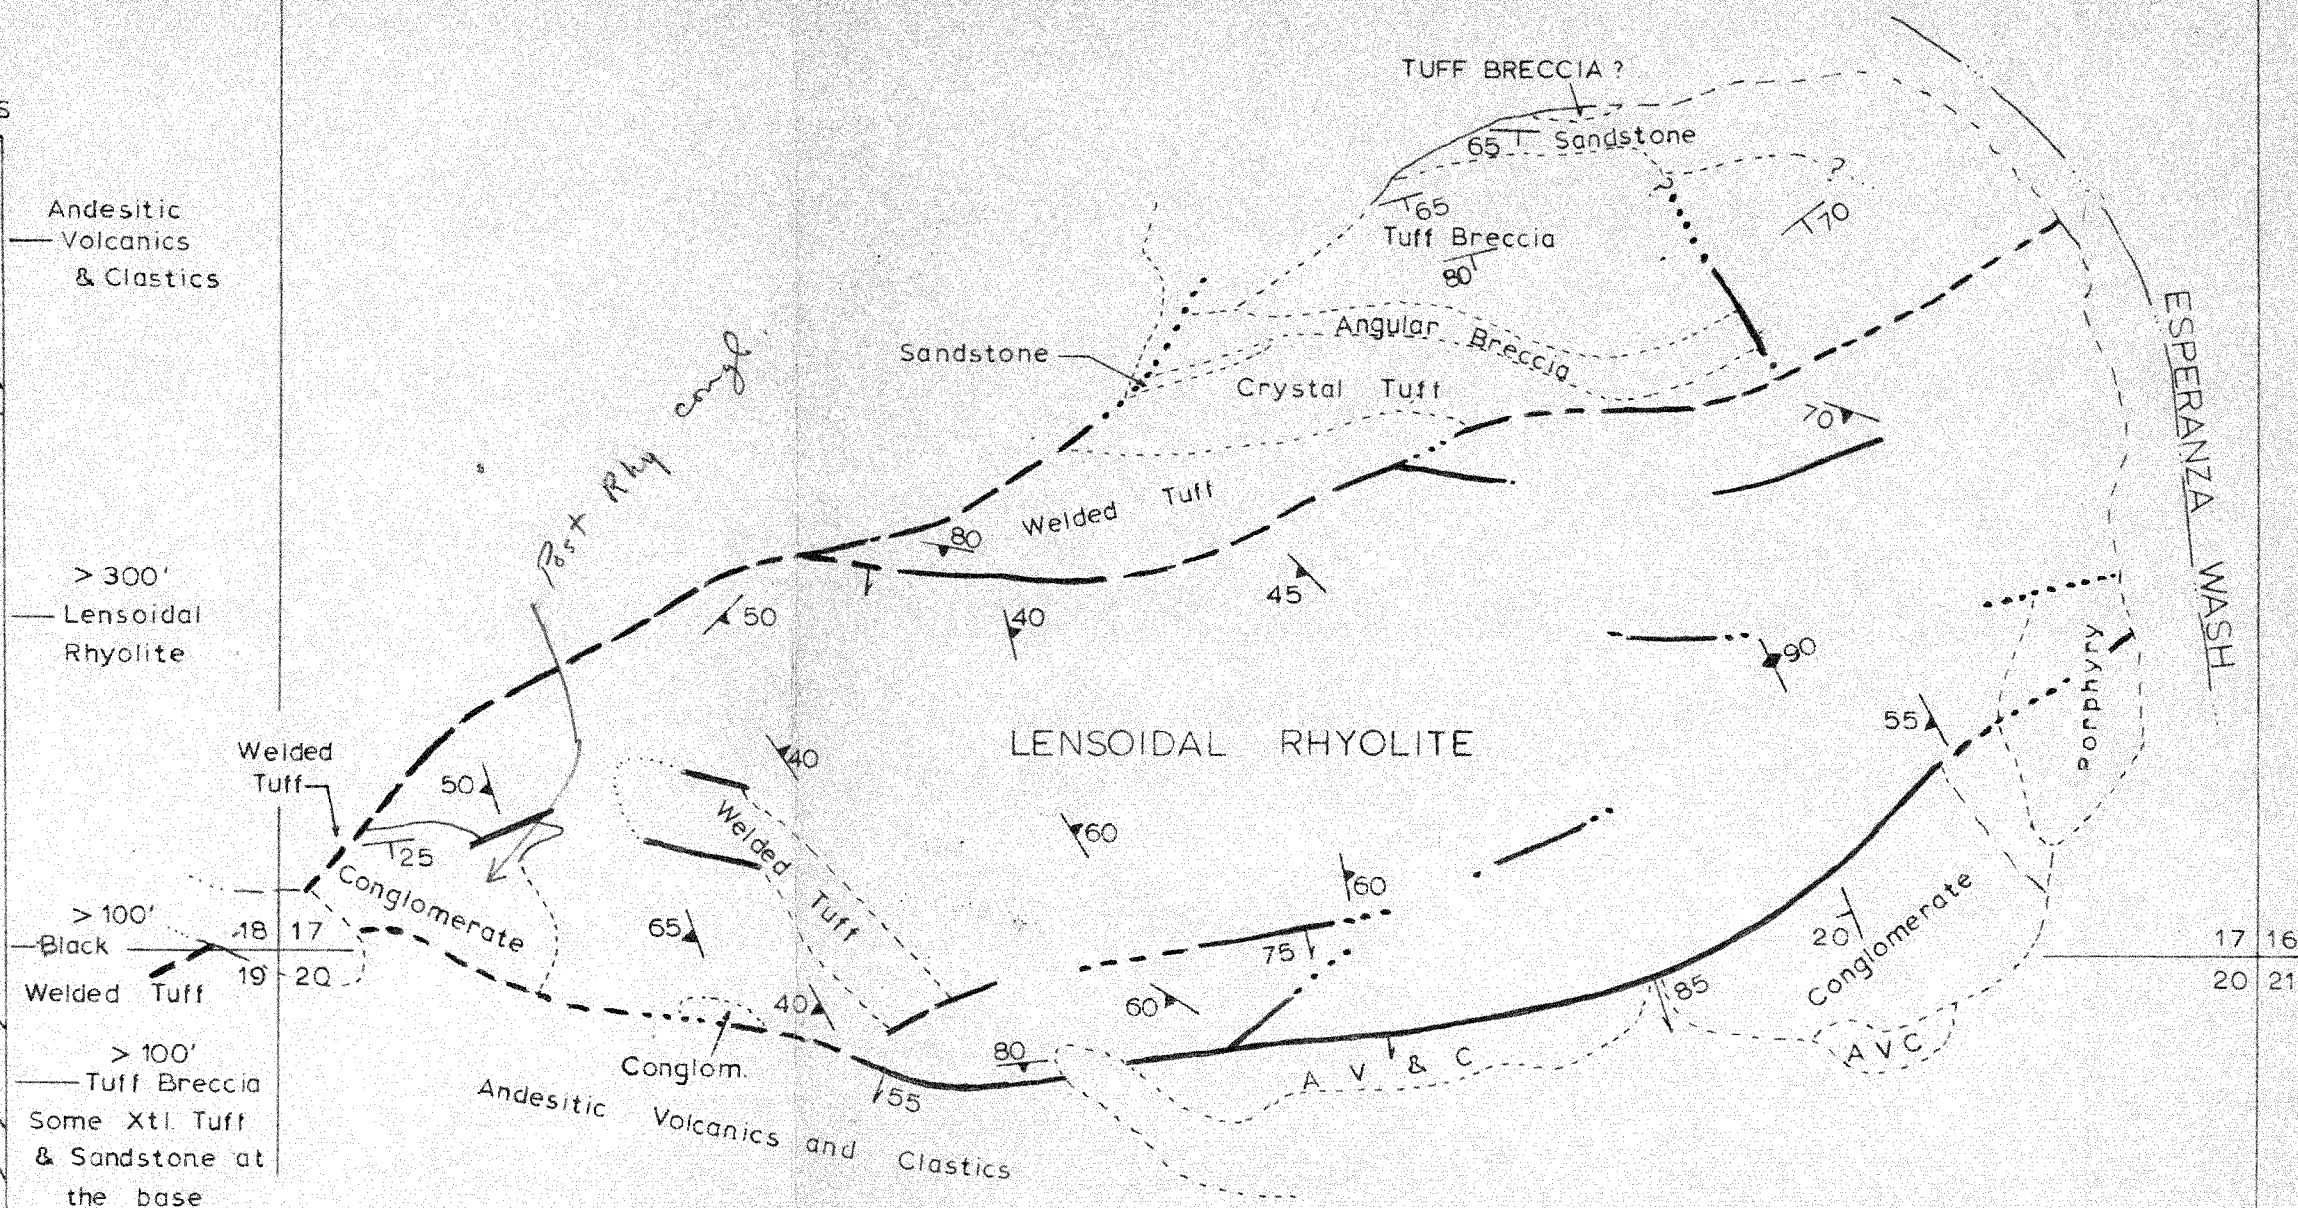 S
Andesitic
Volcanics
& Clastics
> 300'
Lensoidal
Rhyolite
> 100'
Black
Welded Tuff
> 100'
Tuff Breccia
Some Xtl. Tuff
& Sandstone at
the base
18 17
19 20
TUFF BRECCIA ?
65 Sandstone
?
?
65
70
Tuff Breccia
80
Angular Breccia
Sandstone
Crystal Tuff
70
Post Rhy congl.
Welded Tuff
80
45
50
40
90
ESPERANZA WASH
Porphyry
55
LENSOIDAL RHYOLITE
Welded
Tuff
50
40
Welded Tuff
60
25
60
Conglomerate
65
75
20
Conglomerate
17 16
20 21
40
60
85
Conglom.
80
55
A V & C
A V C
Andesitic Volcanics and Clastics